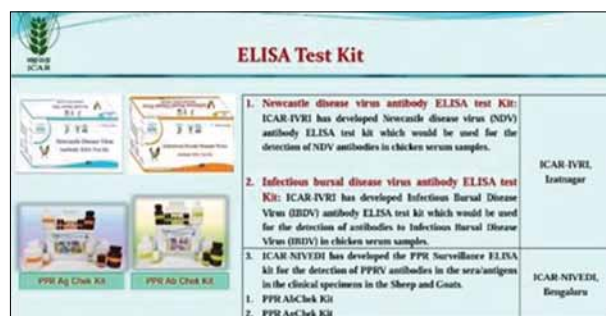 ICAR
ELISA Test Kit
1. Newcastle disease virus antibody ELISA test Kit:
ICAR-IVRI has developed Newcastle disease virus (NDV)
antibody ELISA test kit which would be used for the
detection of NDV antibodies in chicken serum samples.
2. Infectious bursal disease virus antibody ELISA test
Kit: ICAR-IVRI has developed Infectious Bursal Disease
Virus (IBDV) antibody ELISA test kit which would be used
for the detection of antibodies to Infectious Bursal Disease
Virus (IBDV) in chicken serum samples.
ICAR-IVRI,
Izatnagar
3. ICAR-NIVEDI has developed the PPR Surveillance ELISA
kit for the detection of PPRV antibodies in the sera/antigens
in the clinical specimens in the Sheep and Goats.
1. PPR AbChek Kit
2. PPR AgChek Kit
ICAR-NIVEDI,
Bengaluru
Newcastle Disease Virus
PPR Ag Chek Kit
PPR Ab Chek Kit